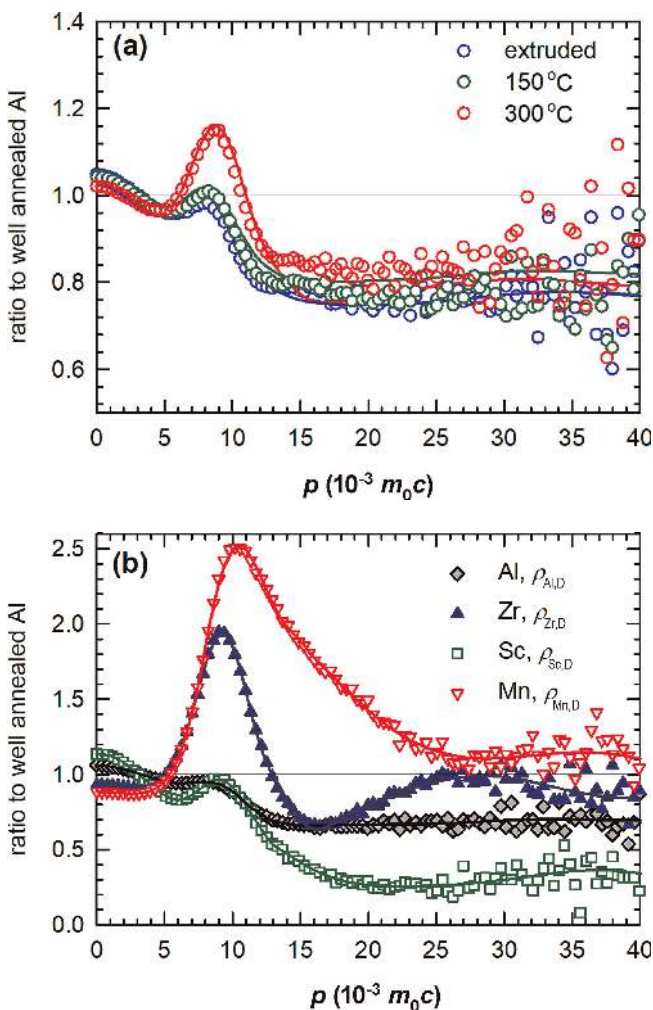 (a)
extruded
150 °C
300°C
1.4
1.2
1.0
0.8
0.6
ratio to well annealed Al
0 5 10 15 20 25 30 35 40
p (10⁻³ m₀c)
(b)
Al, ρAl,D
Zr, ρZr,D
Sc, ρSc,D
Mn, ρMn,D
2.5
2.0
1.5
1.0
0.5
0.0
ratio to well annealed Al
0 5 10 15 20 25 30 35 40
p (10⁻³ m₀c)